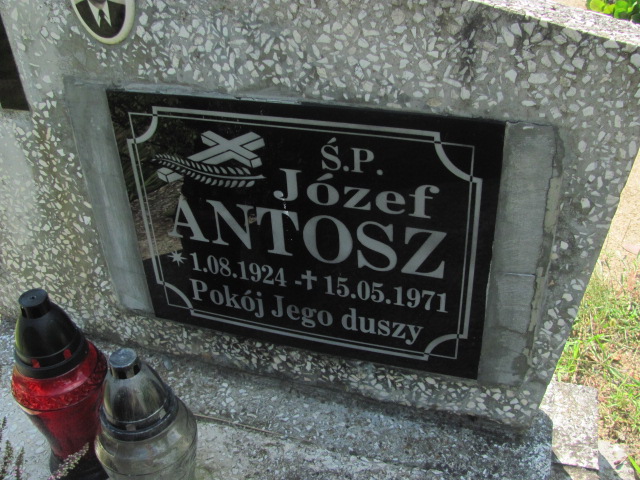 Ś.P.
Józef
ANTOSZ
* 1.08.1924 - ✝ 15.05.1971
Pokój Jego duszy